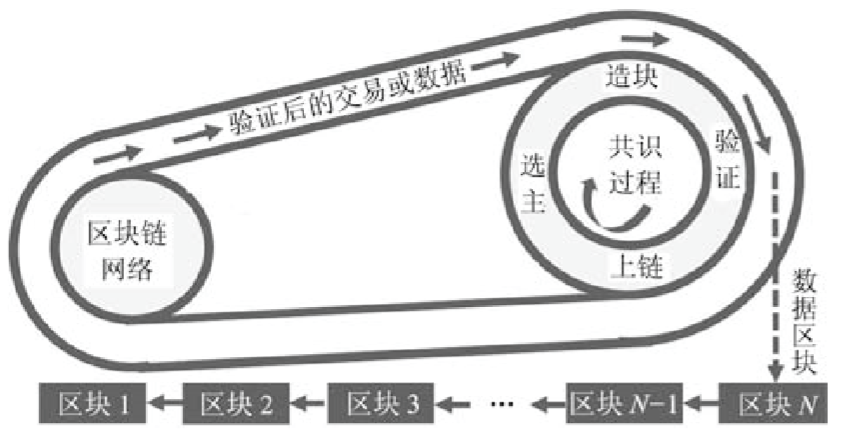 验证后的交易或数据
造块
选主
共识
过程
验证
区块链
网络
上链
数据区块
区块 1
区块 2
区块 3
···
区块 N-1
区块 N